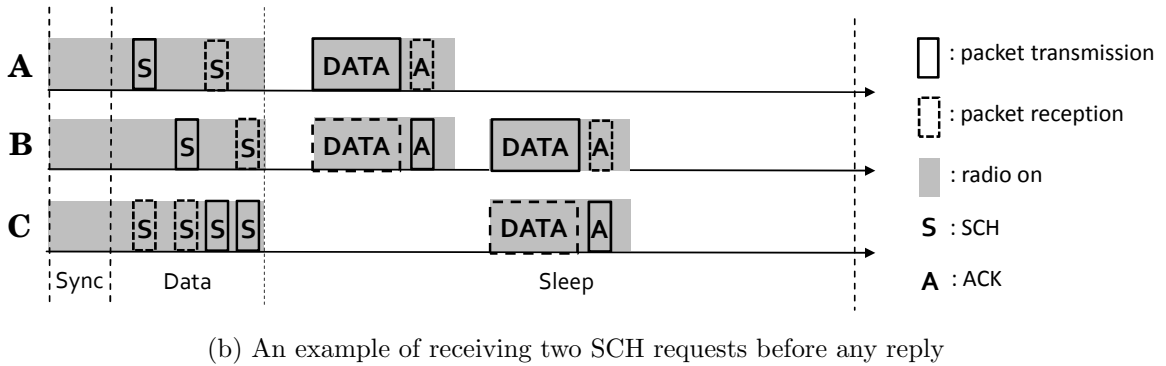 A S S DATA A
B S S DATA A DATA A
C S S S S DATA A
Sync Data Sleep
: packet transmission
: packet reception
: radio on
S : SCH
A : ACK
(b) An example of receiving two SCH requests before any reply